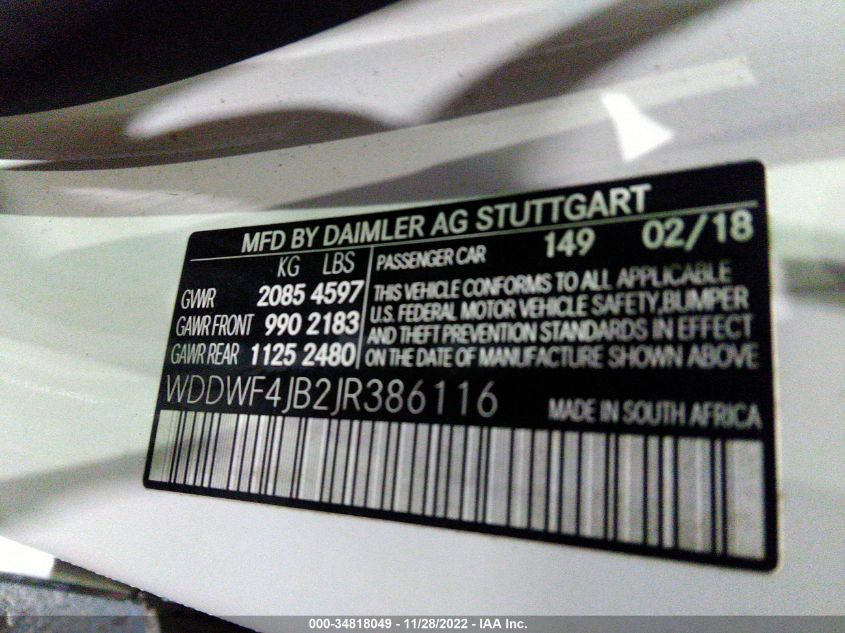 MFD BY DAIMLER AG STUTTGART
KG LBS
GVWR 2085 4597
GAWR FRONT 990 2183
GAWR REAR 1125 2480
PASSENGER CAR 149 02/18
THIS VEHICLE CONFORMS TO ALL APPLICABLE
U.S. FEDERAL MOTOR VEHICLE SAFETY, BUMPER
AND THEFT PREVENTION STANDARDS IN EFFECT
ON THE DATE OF MANUFACTURE SHOWN ABOVE
WDDWF4JB2JR386116
MADE IN SOUTH AFRICA
000-34818049 - 11/28/2022 - IAA Inc.